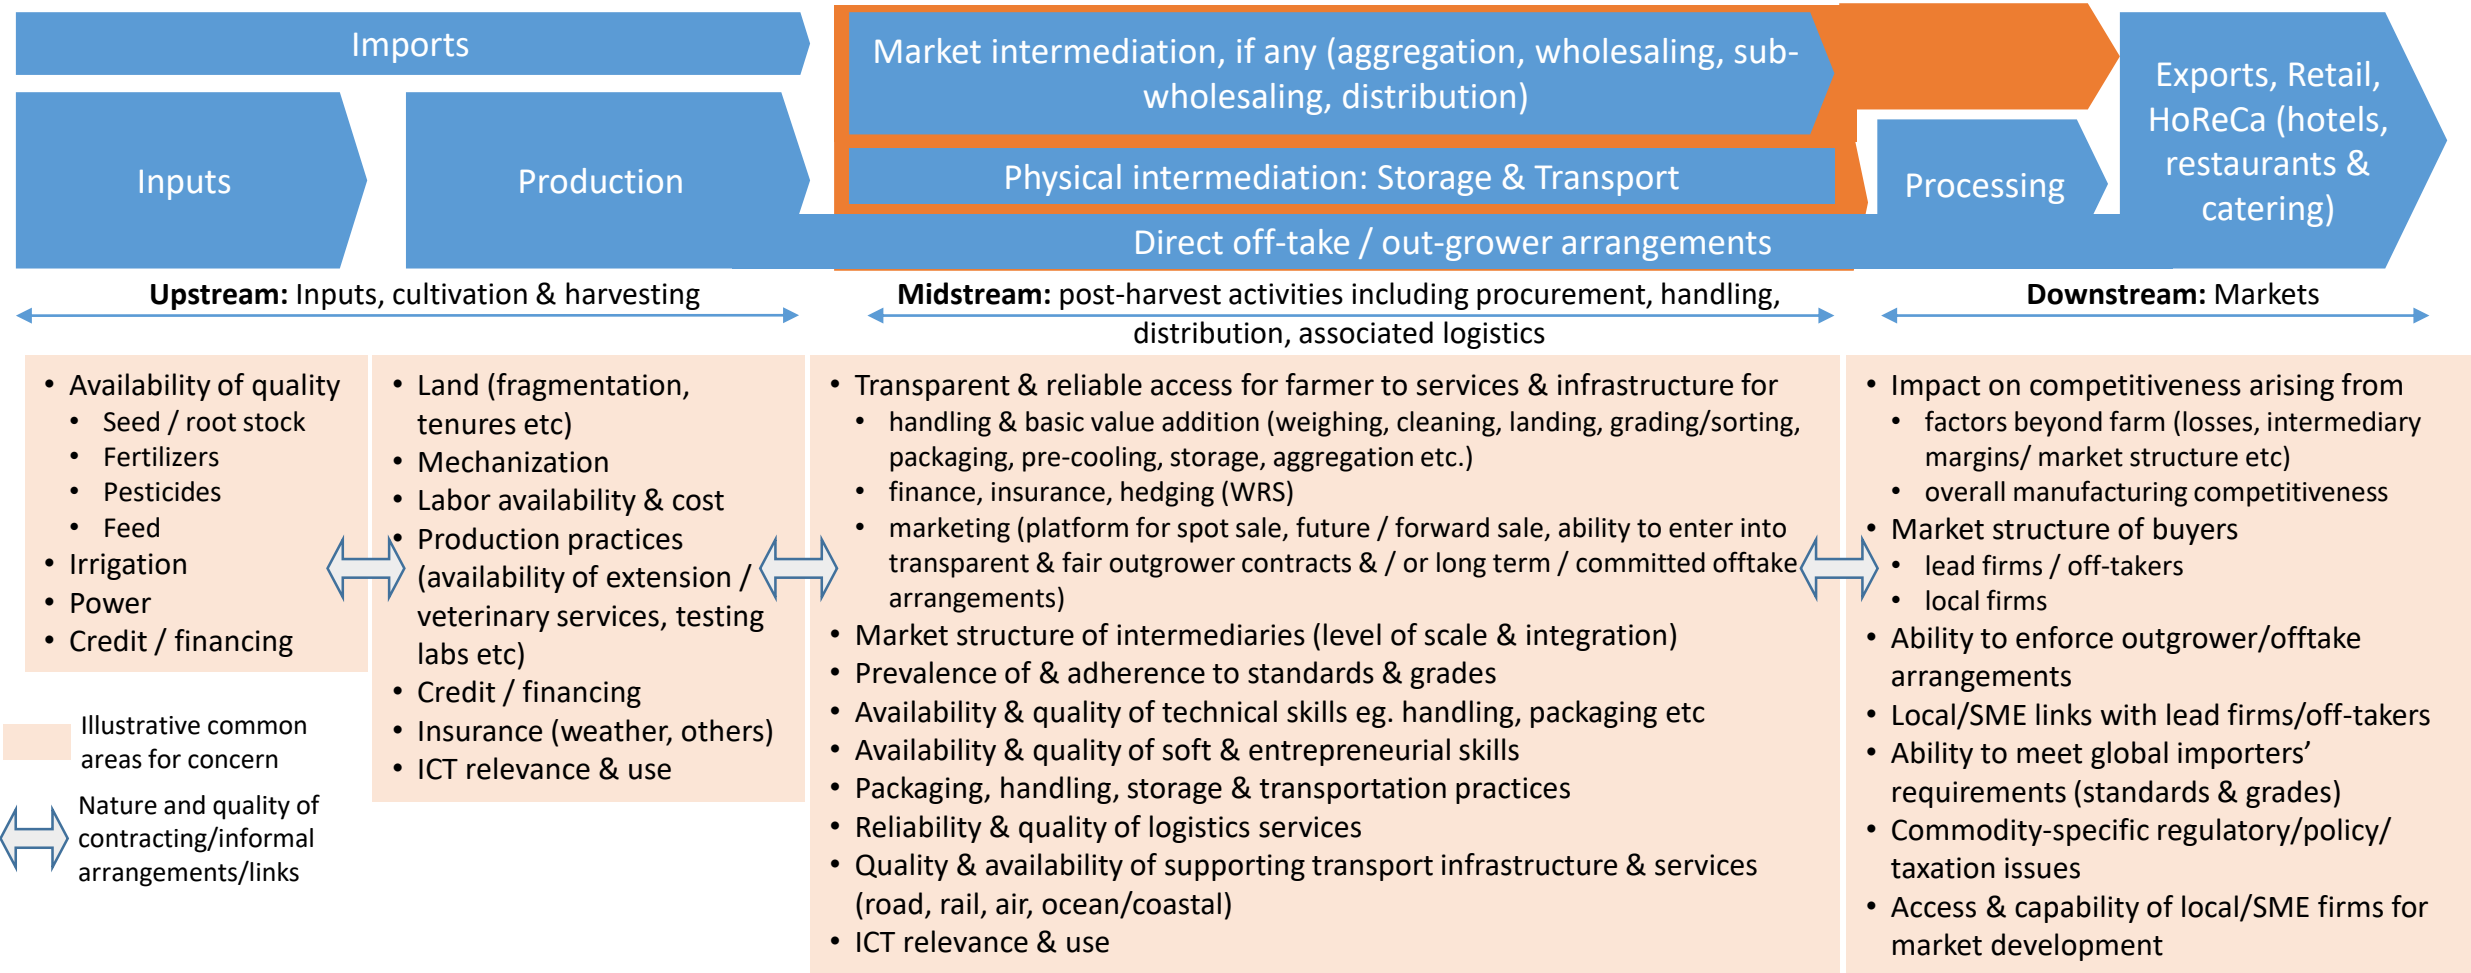 Imports
Inputs
Production
Market intermediation, if any (aggregation, wholesaling, sub-
wholesaling, distribution)
Physical intermediation: Storage & Transport
Direct off-take / out-grower arrangements
Processing
Exports, Retail,
HoReCa (hotels,
restaurants &
catering)
Upstream: Inputs, cultivation & harvesting
Midstream: post-harvest activities including procurement, handling,
distribution, associated logistics
Downstream: Markets
• Availability of quality
• Seed / root stock
• Fertilizers
• Pesticides
• Feed
• Irrigation
• Power
• Credit / financing
• Land (fragmentation,
tenures etc)
• Mechanization
• Labor availability & cost
• Production practices
(availability of extension /
veterinary services, testing
labs etc)
• Credit / financing
• Insurance (weather, others)
• ICT relevance & use
• Transparent & reliable access for farmer to services & infrastructure for
• handling & basic value addition (weighing, cleaning, landing, grading/sorting,
packaging, pre-cooling, storage, aggregation etc.)
• finance, insurance, hedging (WRS)
• marketing (platform for spot sale, future / forward sale, ability to enter into
transparent & fair outgrower contracts & / or long term / committed offtake
arrangements)
• Market structure of intermediaries (level of scale & integration)
• Prevalence of & adherence to standards & grades
• Availability & quality of technical skills eg. handling, packaging etc
• Availability & quality of soft & entrepreneurial skills
• Packaging, handling, storage & transportation practices
• Reliability & quality of logistics services
• Quality & availability of supporting transport infrastructure & services
(road, rail, air, ocean/coastal)
• ICT relevance & use
• Impact on competitiveness arising from
• factors beyond farm (losses, intermediary
margins/ market structure etc)
• overall manufacturing competitiveness
• Market structure of buyers
• lead firms / off-takers
• local firms
• Ability to enforce outgrower/offtake
arrangements
• Local/SME links with lead firms/off-takers
• Ability to meet global importers'
requirements (standards & grades)
• Commodity-specific regulatory/policy/
taxation issues
• Access & capability of local/SME firms for
market development
Illustrative common
areas for concern
Nature and quality of
contracting/informal
arrangements/links